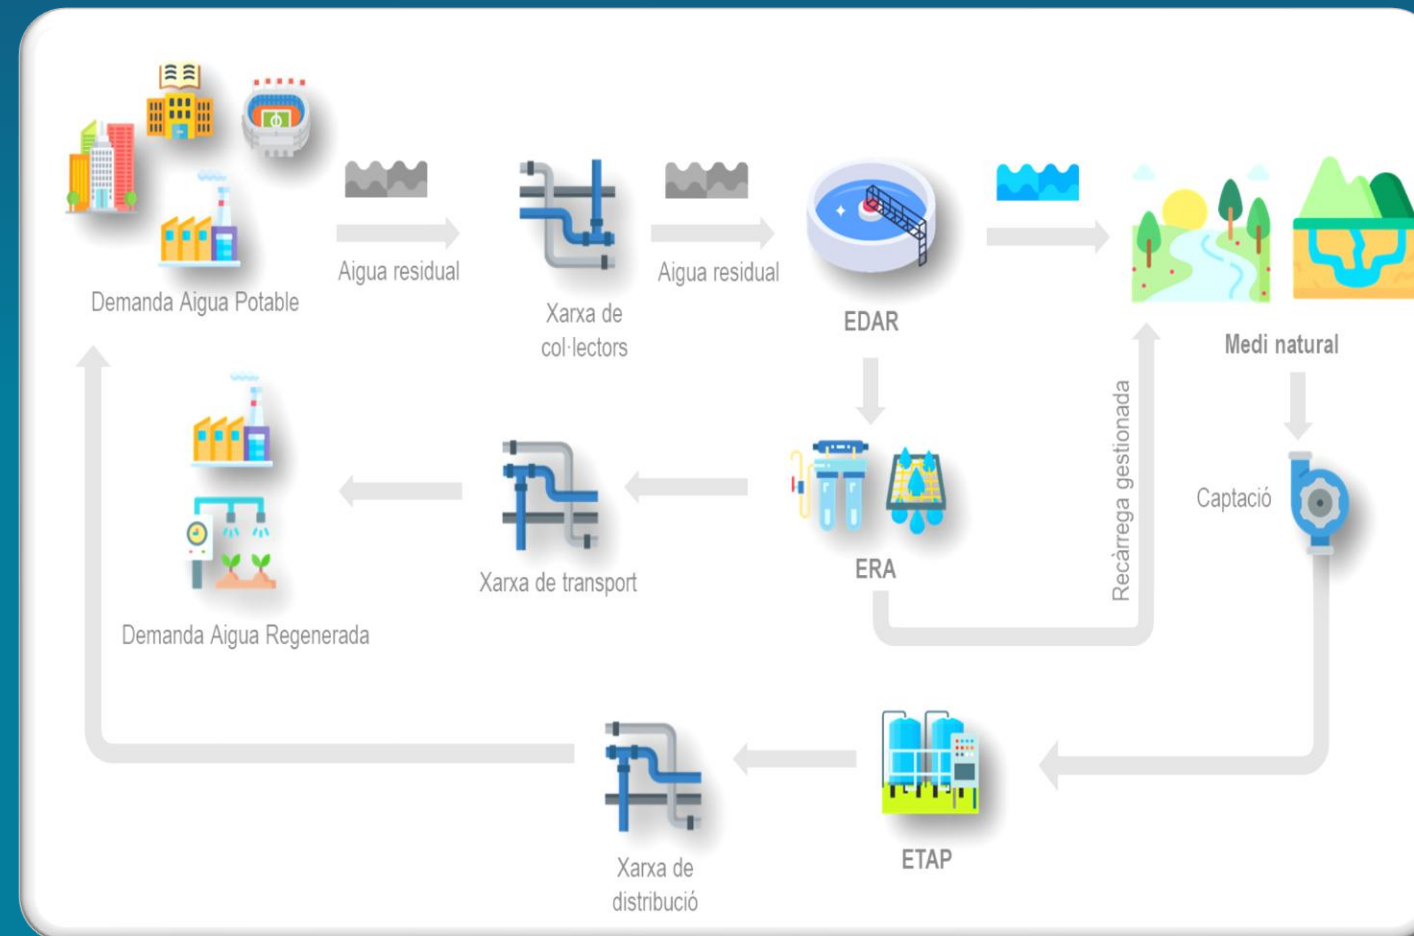 Demanda Aigua Potable
Aigua residual
Xarxa de
col·lectors
Aigua residual
EDAR
Medi natural
Captació
Recàrrega gestionada
ERA
Xarxa de transport
Demanda Aigua Regenerada
ETAP
Xarxa de
distribució